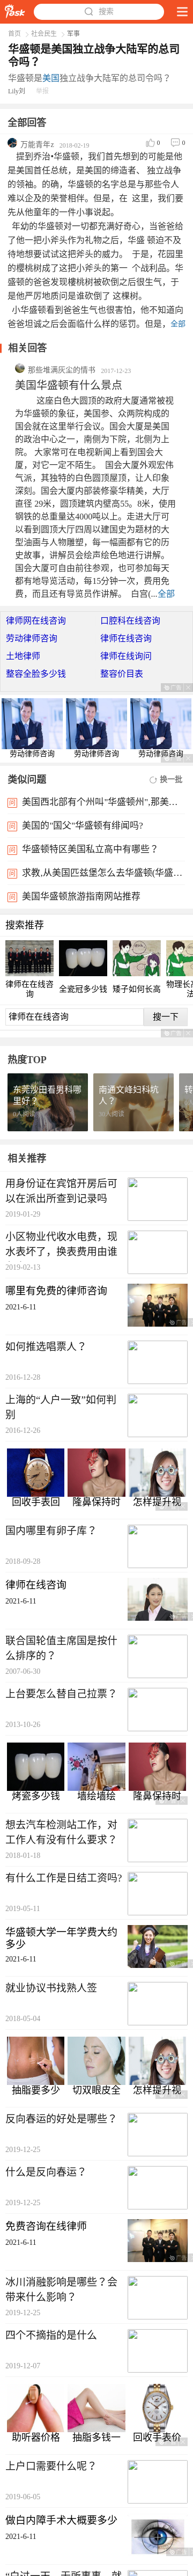 Task
搜索
首页 > 社会民生 > 军事
华盛顿是美国独立战争大陆军的总司
令吗？
华盛顿是美国独立战争大陆军的总司令吗？
Lily刘 举报
全部回答
万能青年z 2018-02-19 0 0
提到乔治•华盛顿，我们首先想到的可能他是
美国首任总统，是美国的缔造者、独立战争
的领袖。的确，华盛顿的名字总是与那些令人
难以企及的荣誉相伴。但是，在 这里，我们要
先从他童年的一件小事说起。
年幼的华盛顿对一切都充满好奇心，当爸爸给
了他一把小斧头作为礼物之后，华盛 顿迫不及
待地想要试试这把斧头的威力。 于是，花园里
的樱桃树成了这把小斧头的第一 个战利品。华
盛顿的爸爸发现樱桃树被砍倒之后很生气，于
是他严厉地质问是谁砍倒了 这棵树。
小华盛顿看到爸爸生气也很害怕，他不知道向
爸爸坦诚之后会面临什么样的惩罚。但是，全部
相关回答
那些堆满灰尘的情书 2017-12-23
美国华盛顿有什么景点
这座白色大圆顶的政府大厦通常被视
为华盛顿的象征，美国参、众两院构成的
国会就在这里举行会议。国会大厦是美国
的政治中心之一，南侧为下院，北侧为上
院。 大家常常把白宫看做是国会大厦
时，对它一定不陌生。 国会大厦外观宏伟
气派，其独特的白色圆顶屋顶，让人印象
深刻。国会大厦内部装修豪华精美，大厅
直径30m，圆顶建筑内壁高55。8m，使用
钢铁的总重量最达4000t以上，大圆厅可
以看到圆顶大厅四周以建国史为题材的大
型油画与人物雕塑，每一幅画都有它的历
史故事，讲解员会绘声绘色地进行讲解。
国会大厦可自由前往参观，也可参加每天
都有地导览活动，每15分钟一次，费用免
费，而且还有导览员作讲解。 白宫(...全部
律师网在线咨询 口腔科在线咨询
劳动律师咨询 律师在线咨询
土地律师 律师在线询问
整容全脸多少钱 整容价目表
广告
劳动律师咨询 劳动律师咨询 劳动律师咨询
类似问题 换一批
问 美国西北部有个州叫"华盛顿州",那美…
问 美国的"国父"华盛顿有绯闻吗?
问 华盛顿特区美国私立高中有哪些？
问 求教,从美国匹兹堡怎么去华盛顿(华盛…
问 美国华盛顿旅游指南网站推荐
搜索推荐
律师在在线咨询
全瓷冠多少钱
矮子如何长高
律师在在线咨询 搜一下
广告
热度TOP
东莞沙田看男科哪里好？
南通文峰妇科坑人？
相关推荐
用身份证在宾馆开房后可
以在派出所查到记录吗
2019-01-29
小区物业代收水电费，现
水表坏了，换表费用由谁
2019-02-13
哪里有免费的律师咨询
2021-6-11
如何推选唱票人？
2016-12-28
上海的“人户一致”如何判
别
2016-12-26
回收手表回 隆鼻保持时 怎样提升视
国内哪里有卵子库？
2018-09-28
律师在线咨询
2021-6-11
联合国轮值主席国是按什
么排序的？
2007-06-30
上台要怎么替自己拉票？
2013-10-26
烤瓷多少钱 墙绘墙绘 隆鼻保持时
想去汽车检测站工作，对
工作人有没有什么要求？
2018-01-18
有什么工作是日结工资吗?
2019-05-11
华盛顿大学一年学费大约
多少
2021-6-11
就业协议书找熟人签
2018-05-04
抽脂要多少 切双眼皮全 怎样提升视
反向春运的好处是哪些？
2019-12-25
什么是反向春运？
2019-12-25
免费咨询在线律师
2021-6-11
冰川消融影响是哪些？会
带来什么影响？
2019-12-25
四个不摘指的是什么
2019-12-07
助听器价格 抽脂多钱一 回收手表价
上户口需要什么呢？
2019-06-05
做白内障手术大概要多少
2021-6-11